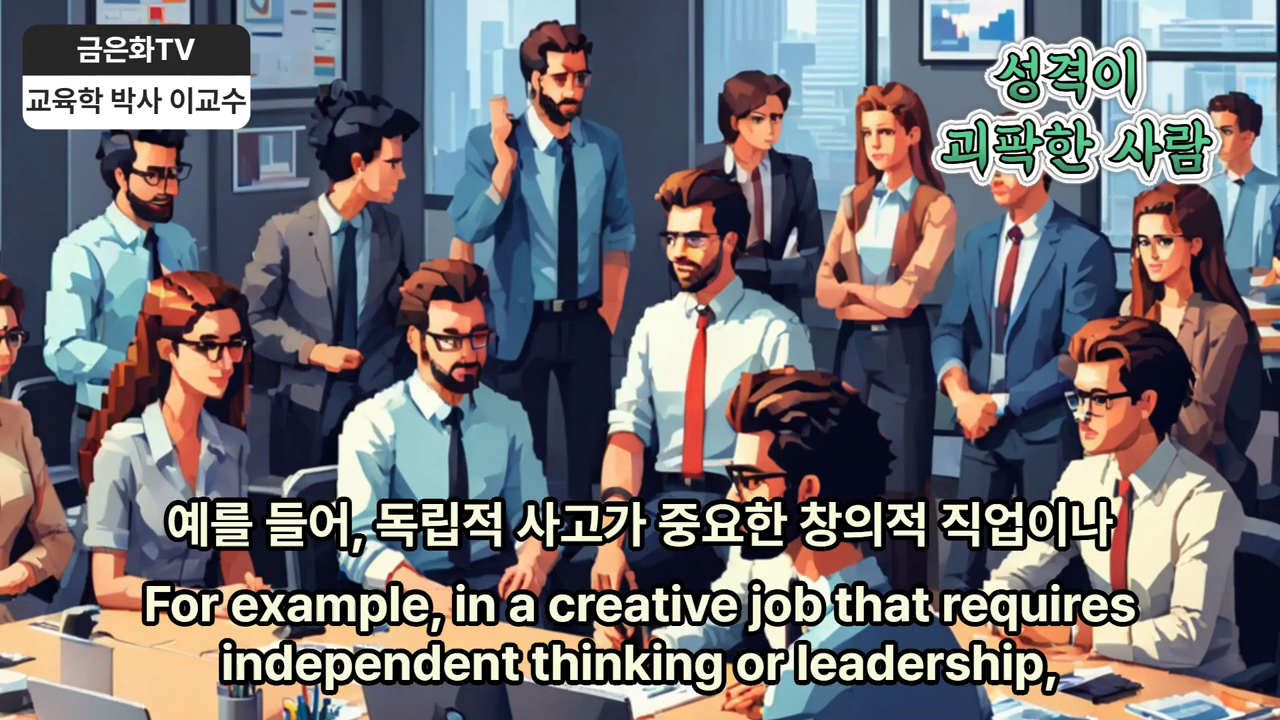 금은화TV
교육학 박사 이교수
성격이
괴팍한 사람
예를 들어, 독립적 사고가 중요한 창의적 직업이나
For example, in a creative job that requires
independent thinking or leadership,